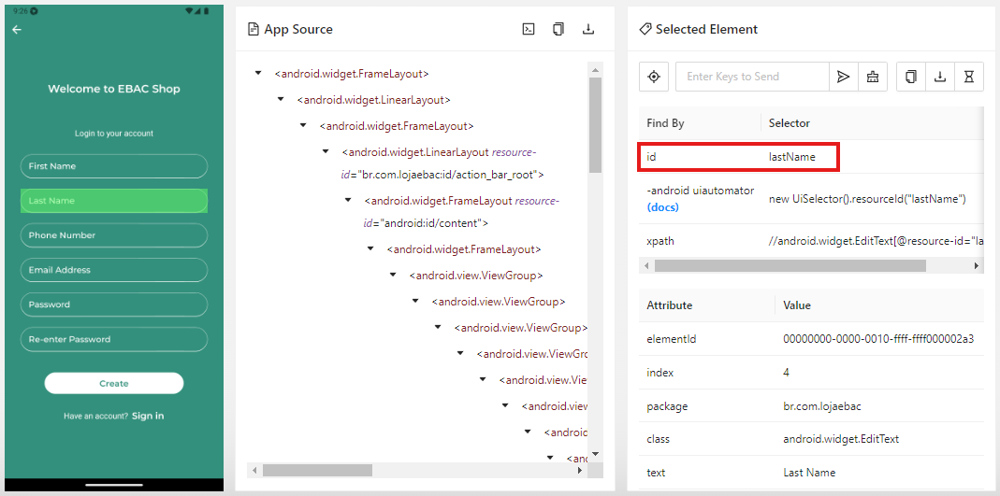 9:26
Welcome to EBAC Shop
Login to your account
First Name
Last Name
Phone Number
Email Address
Password
Re-enter Password
Create
Have an account? Sign in
App Source
<android.widget.FrameLayout>
<android.widget.LinearLayout>
<android.widget.FrameLayout>
<android.widget.LinearLayout resource-
id="br.com.lojaebac:id/action_bar_root">
<android.widget.FrameLayout resource-
id="android:id/content">
<android.widget.FrameLayout>
<android.view.ViewGroup>
<android.view.ViewGroup>
<android.view.ViewGroup>
<android.view.ViewGro
<android.view.Vie
<android.view
<android
<and
Selected Element
Enter Keys to Send
Find By Selector
id lastName
-android uiautomator
(docs)
new UiSelector().resourceId("lastName")
xpath //android.widget.EditText[@resource-id="la
Attribute Value
elementId 00000000-0000-0010-ffff-ffff000002a3
index 4
package br.com.lojaebac
class android.widget.EditText
text Last Name